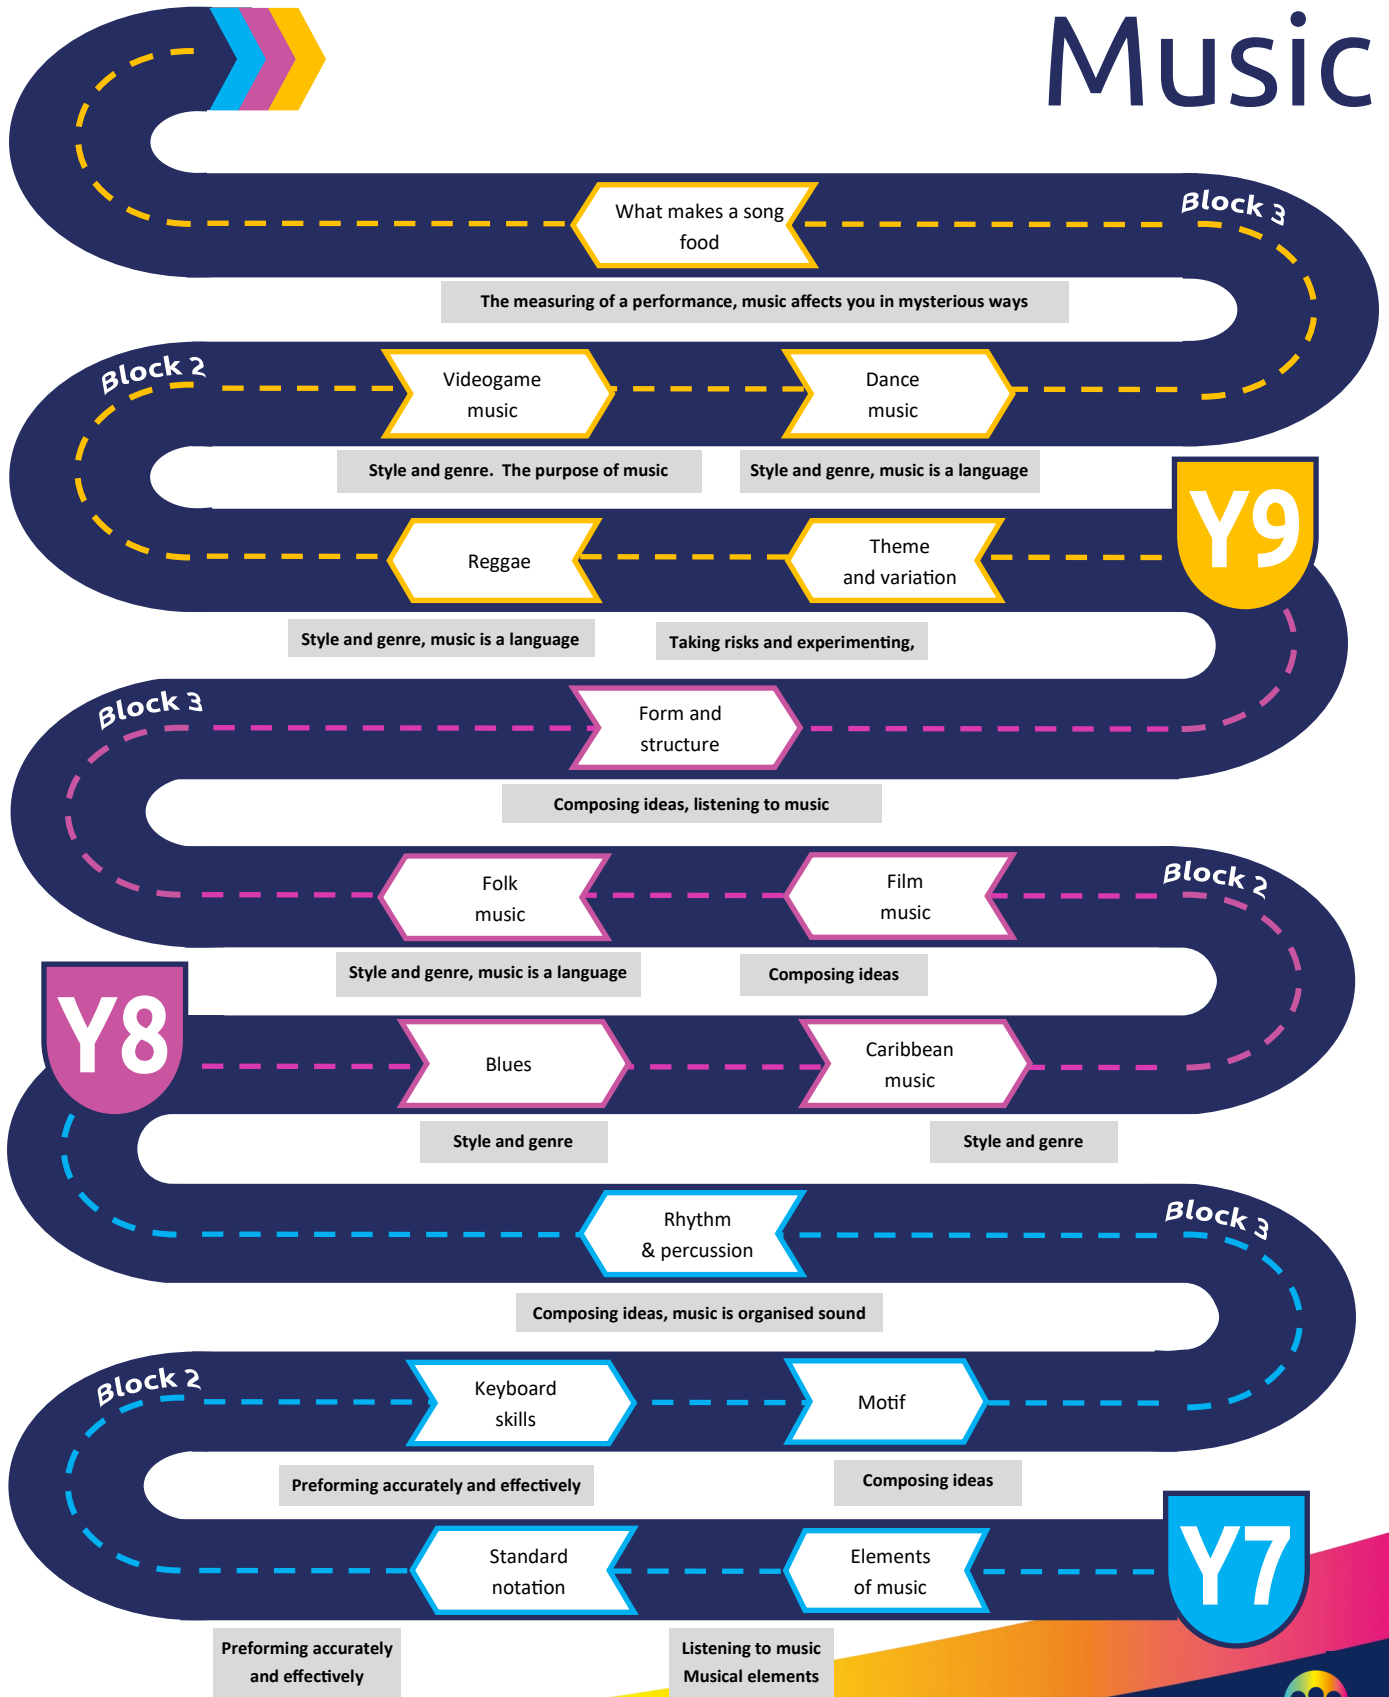 Music
Block 3
What makes a song
food
The measuring of a performance, music affects you in mysterious ways
Block 2
Videogame
music
Dance
music
Style and genre.  The purpose of music
Style and genre, music is a language
Y9
Reggae
Theme
and variation
Style and genre, music is a language
Taking risks and experimenting,
Block 3
Form and
structure
Composing ideas, listening to music
Block 2
Folk
music
Film
music
Style and genre, music is a language
Composing ideas
Y8
Blues
Caribbean
music
Style and genre
Style and genre
Block 3
Rhythm
& percussion
Composing ideas, music is organised sound
Block 2
Keyboard
skills
Motif
Preforming accurately and effectively
Composing ideas
Y7
Standard
notation
Elements
of music
Preforming accurately
and effectively
Listening to music
Musical elements